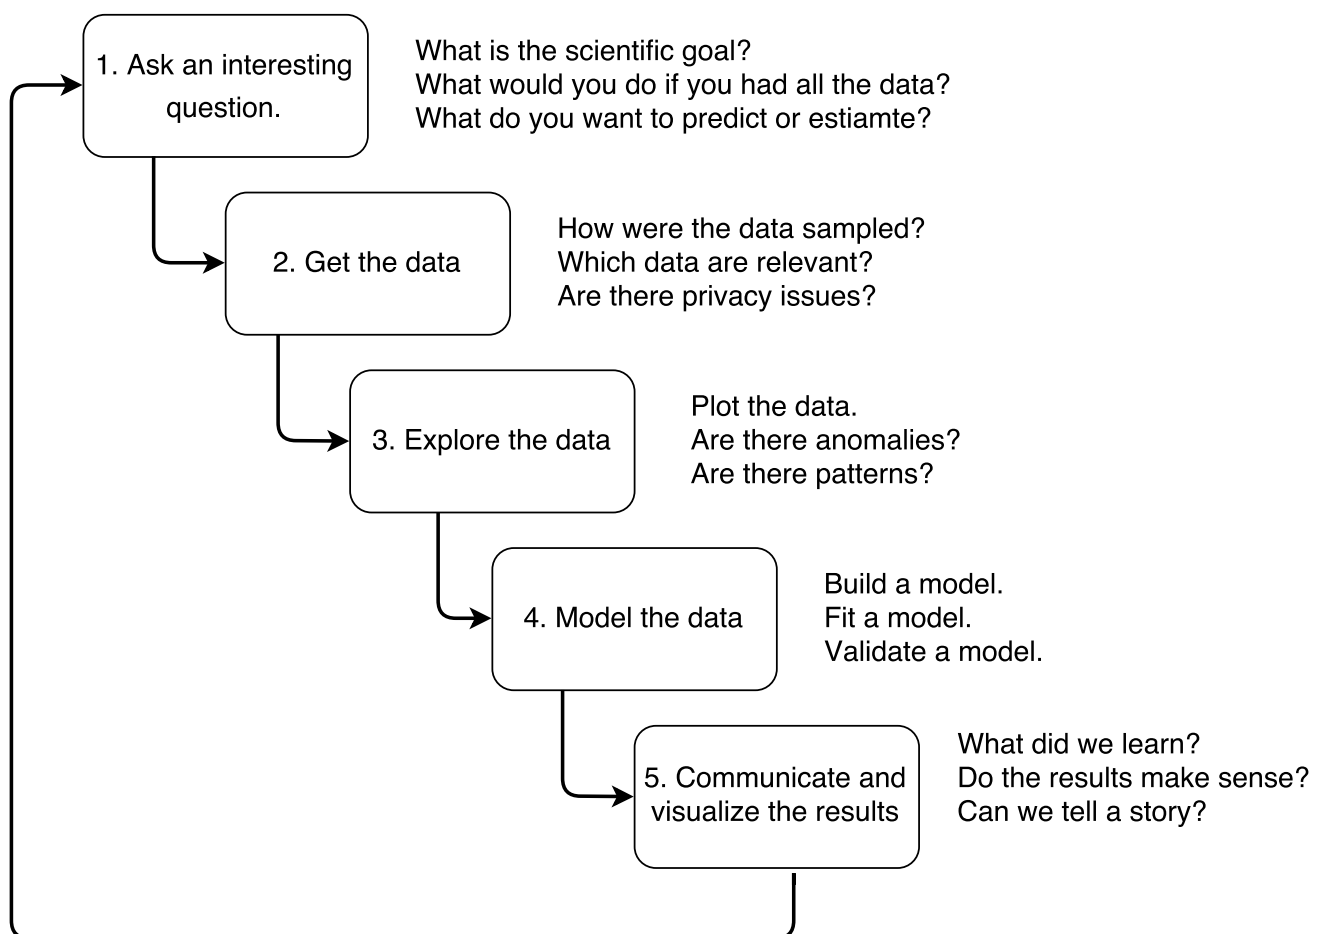 1. Ask an interesting
question.
What is the scientific goal?
What would you do if you had all the data?
What do you want to predict or estiamte?
2. Get the data
How were the data sampled?
Which data are relevant?
Are there privacy issues?
3. Explore the data
Plot the data.
Are there anomalies?
Are there patterns?
4. Model the data
Build a model.
Fit a model.
Validate a model.
5. Communicate and
visualize the results
What did we learn?
Do the results make sense?
Can we tell a story?